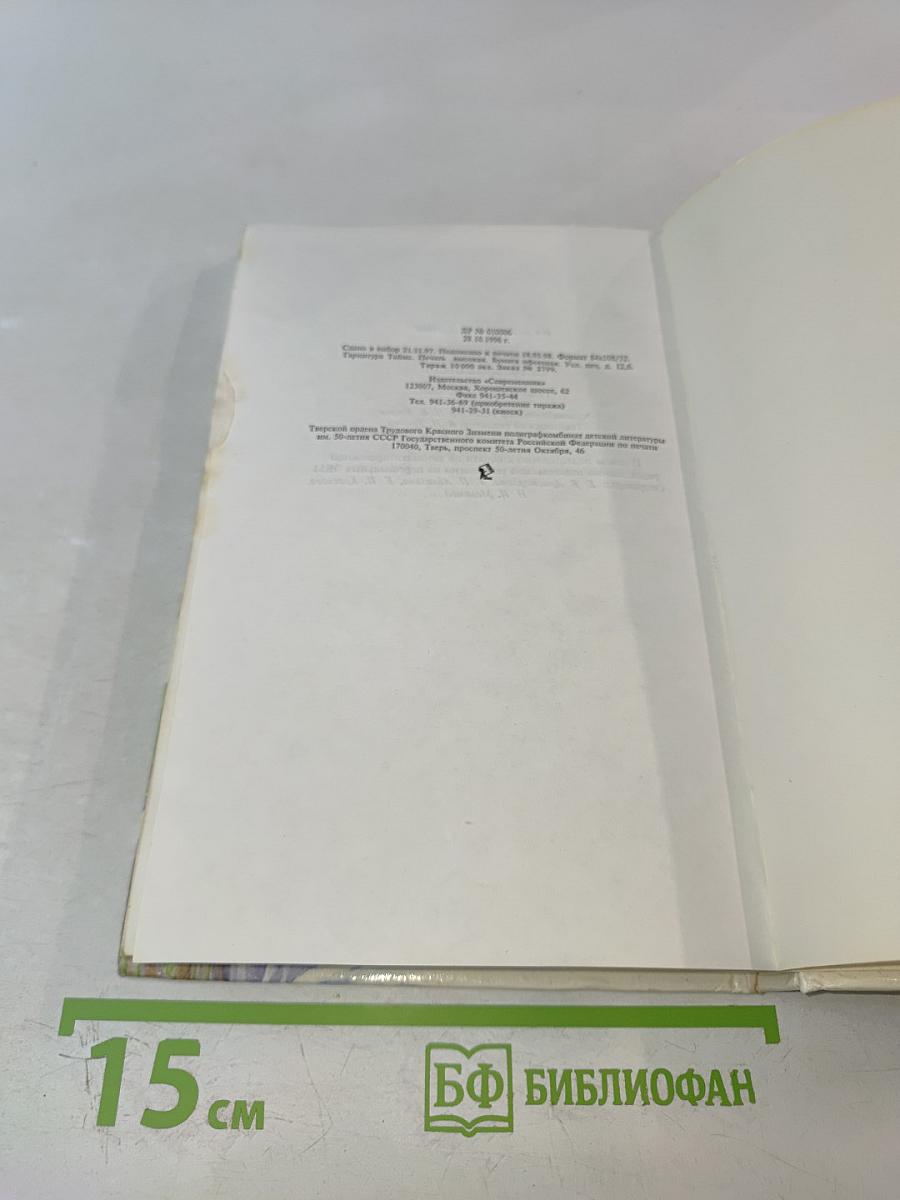 ЛР № 010006
28.10.1996 г.
Сдано в набор 21.11.97. Подписано к печати 18.03.98. Формат 84х108/32.
Гарнитура Таймс. Печать высокая. Бумага офсетная. Усл. печ. л. 12,6.
Тираж 10 000 экз. Заказ № 2799.
Издательство «Современник»
123007, Москва, Хорошевское шоссе, 62
Факс 941-35-44
Тел. 941-36-69 (приобретение тиража)
941-29-31 (киоск)
Тверской ордена Трудового Красного Знамени полиграфкомбинат детской литературы
им. 50-летия СССР Государственного комитета Российской Федерации по печати
170040, Тверь, проспект 50-летия Октября, 46
15 см
БФ БИБЛИОФАН